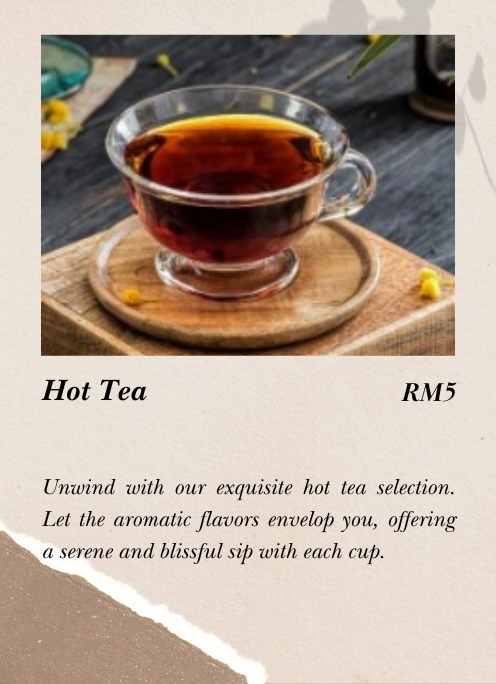 Hot Tea
RM5
Unwind with our exquisite hot tea selection.
Let the aromatic flavors envelop you, offering
a serene and blissful sip with each cup.